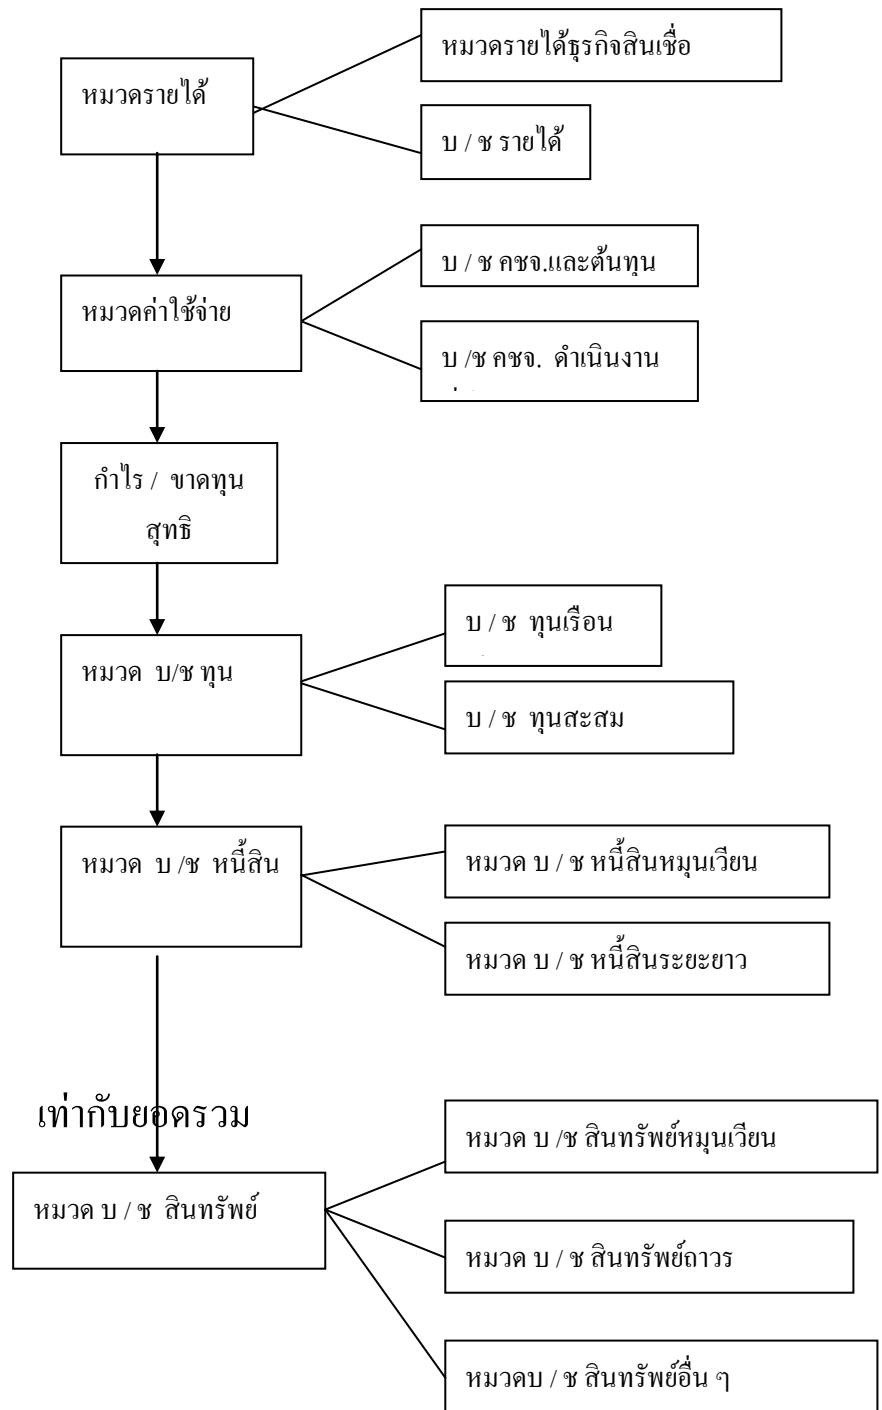 หมวดรายได้ธุรกิจสินเชื่อ
หมวดรายได้
บ / ช รายได้
บ / ช คชจ.และต้นทุน
หมวดค่าใช้จ่าย
บ /ช คชจ.  ดำเนินงาน
กำไร /  ขาดทุน
สุทธิ
บ / ช  ทุนเรือน
หมวด  บ/ช ทุน
บ / ช  ทุนสะสม
หมวด  บ /ช  หนี้สิน
หมวด บ / ช หนี้สินหมุนเวียน
หมวด บ / ช หนี้สินระยะยาว
เท่ากับยอดรวม
หมวด บ /ช สินทรัพย์หมุนเวียน
หมวด บ / ช  สินทรัพย์
หมวด บ / ช สินทรัพย์ถาวร
หมวดบ / ช สินทรัพย์อื่น ๆ